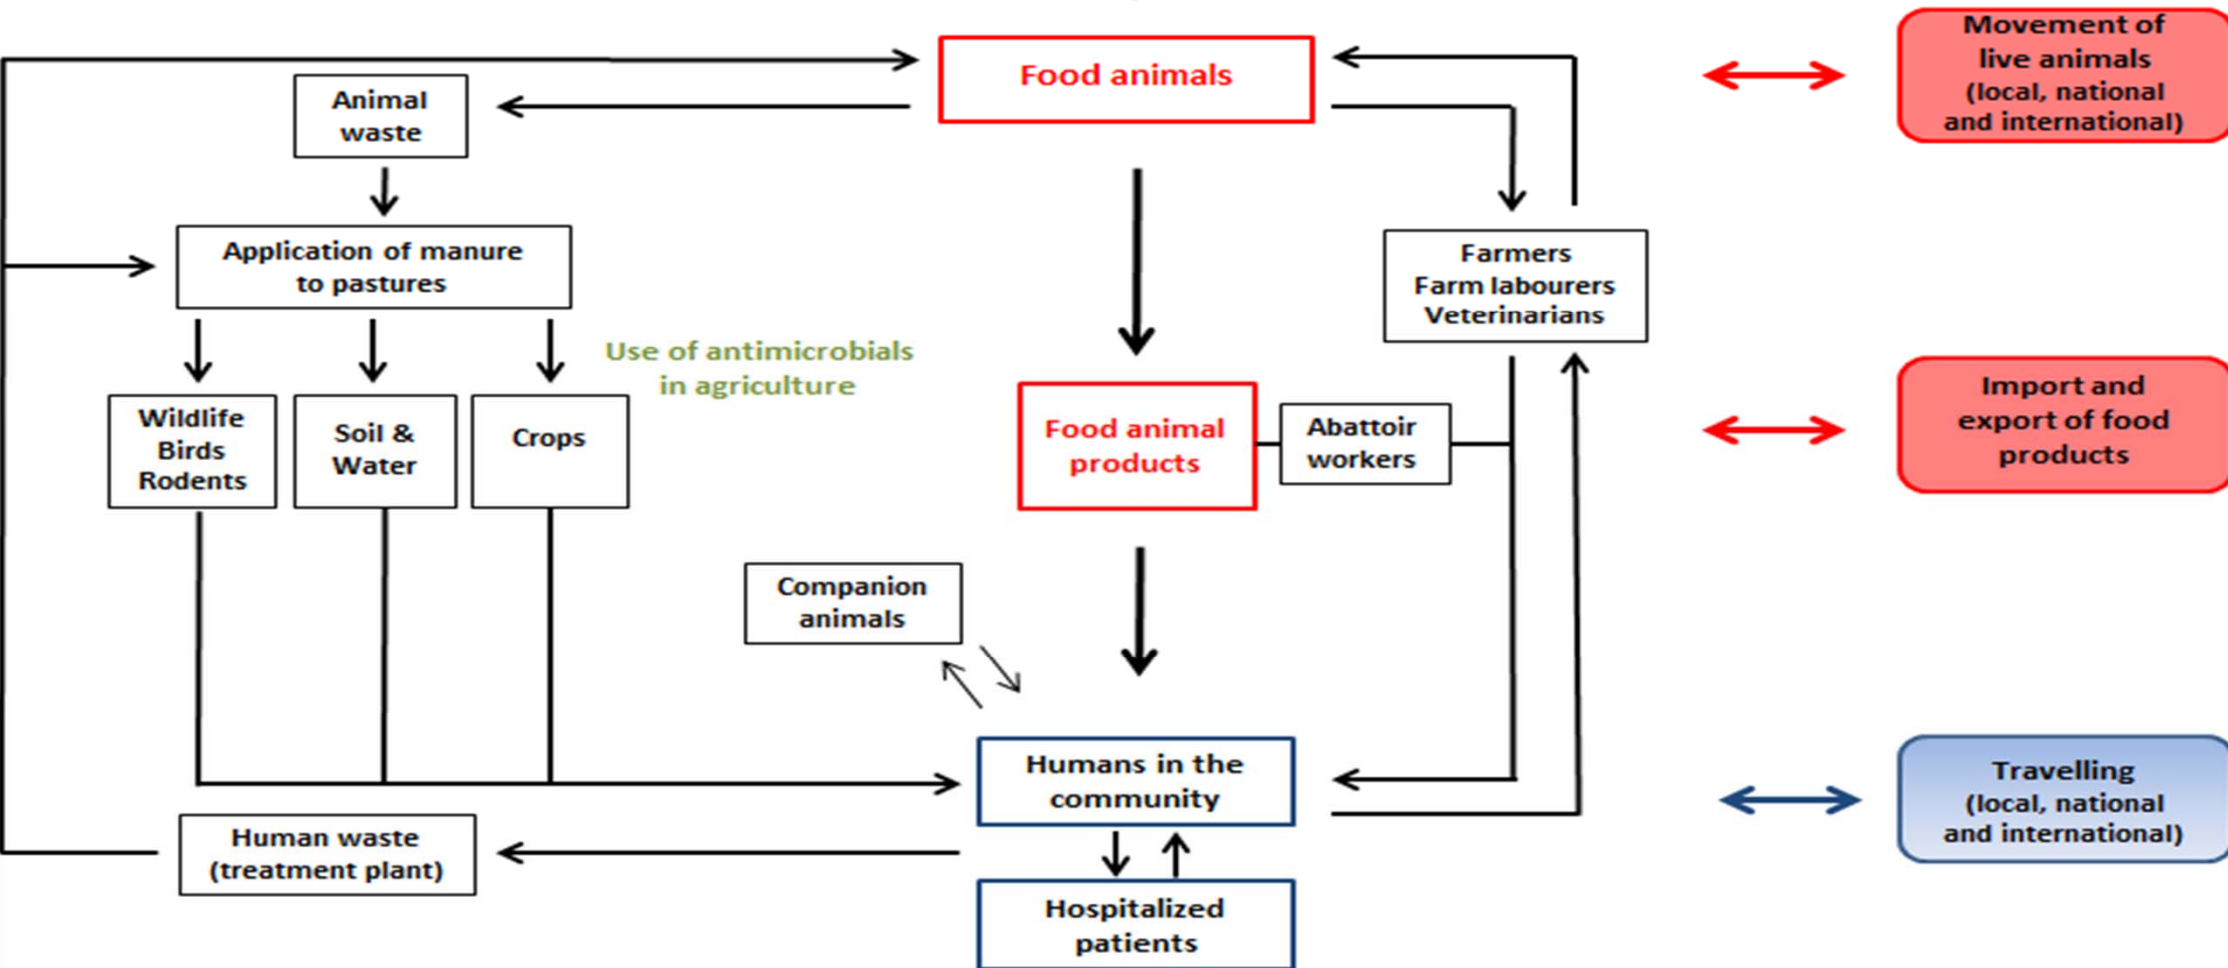 Food animals
Movement of
live animals
(local, national
and international)
Animal
waste
Application of manure
to pastures
Farmers
Farm labourers
Veterinarians
Use of antimicrobials
in agriculture
Wildlife
Birds
Rodents
Soil &
Water
Crops
Food animal
products
Abattoir
workers
Import and
export of food
products
Companion
animals
Humans in the
community
Travelling
(local, national
and international)
Human waste
(treatment plant)
Hospitalized
patients